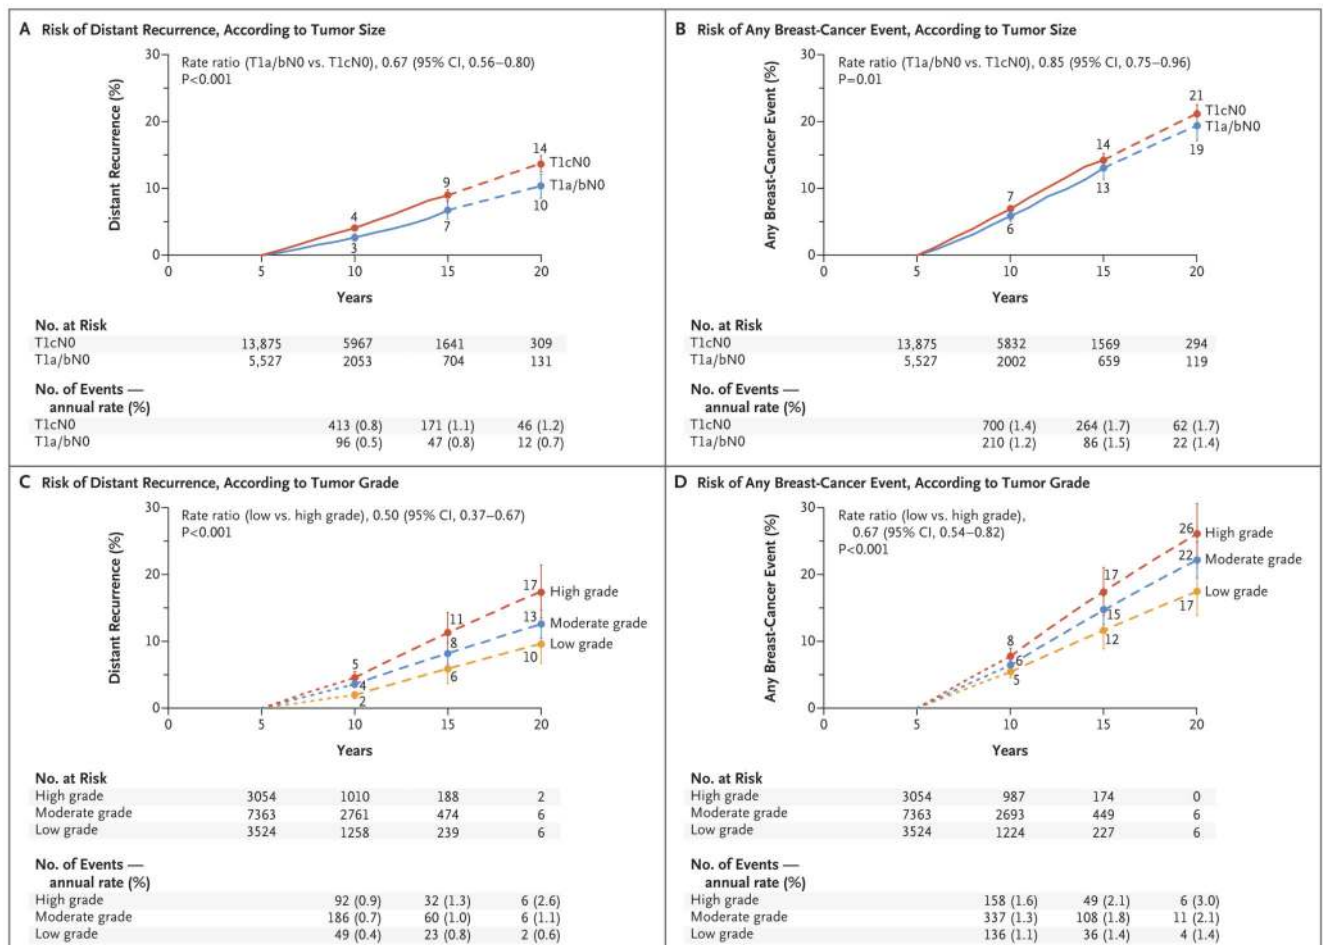 A Risk of Distant Recurrence, According to Tumor Size
30
20
10
0
Distant Recurrence (%)
Rate ratio (T1a/bN0 vs. T1cN0), 0.67 (95% CI, 0.56–0.80)
P<0.001
14
T1cN0
9
T1a/bN0
4
10
7
3
0 5 10 15 20
Years
No. at Risk
T1cN0 13,875 5967 1641 309
T1a/bN0 5,527 2053 704 131
No. of Events —
annual rate (%)
T1cN0 413 (0.8) 171 (1.1) 46 (1.2)
T1a/bN0 96 (0.5) 47 (0.8) 12 (0.7)
B Risk of Any Breast-Cancer Event, According to Tumor Size
30
20
10
0
Any Breast-Cancer Event (%)
Rate ratio (T1a/bN0 vs. T1cN0), 0.85 (95% CI, 0.75–0.96)
P=0.01
21
T1cN0
T1a/bN0
14
19
13
7
6
0 5 10 15 20
Years
No. at Risk
T1cN0 13,875 5832 1569 294
T1a/bN0 5,527 2002 659 119
No. of Events —
annual rate (%)
T1cN0 700 (1.4) 264 (1.7) 62 (1.7)
T1a/bN0 210 (1.2) 86 (1.5) 22 (1.4)
C Risk of Distant Recurrence, According to Tumor Grade
30
20
10
0
Distant Recurrence (%)
Rate ratio (low vs. high grade), 0.50 (95% CI, 0.37–0.67)
P<0.001
17 High grade
11
13 Moderate grade
8
10 Low grade
5
6
4
2
0 5 10 15 20
Years
No. at Risk
High grade 3054 1010 188 2
Moderate grade 7363 2761 474 6
Low grade 3524 1258 239 6
No. of Events —
annual rate (%)
High grade 92 (0.9) 32 (1.3) 6 (2.6)
Moderate grade 186 (0.7) 60 (1.0) 6 (1.1)
Low grade 49 (0.4) 23 (0.8) 2 (0.6)
D Risk of Any Breast-Cancer Event, According to Tumor Grade
30
20
10
0
Any Breast-Cancer Event (%)
Rate ratio (low vs. high grade),
0.67 (95% CI, 0.54–0.82)
P<0.001
26 High grade
22 Moderate grade
17
Low grade
17
15
12
8
6
5
0 5 10 15 20
Years
No. at Risk
High grade 3054 987 174 0
Moderate grade 7363 2693 449 6
Low grade 3524 1224 227 6
No. of Events —
annual rate (%)
High grade 158 (1.6) 49 (2.1) 6 (3.0)
Moderate grade 337 (1.3) 108 (1.8) 11 (2.1)
Low grade 136 (1.1) 36 (1.4) 4 (1.4)